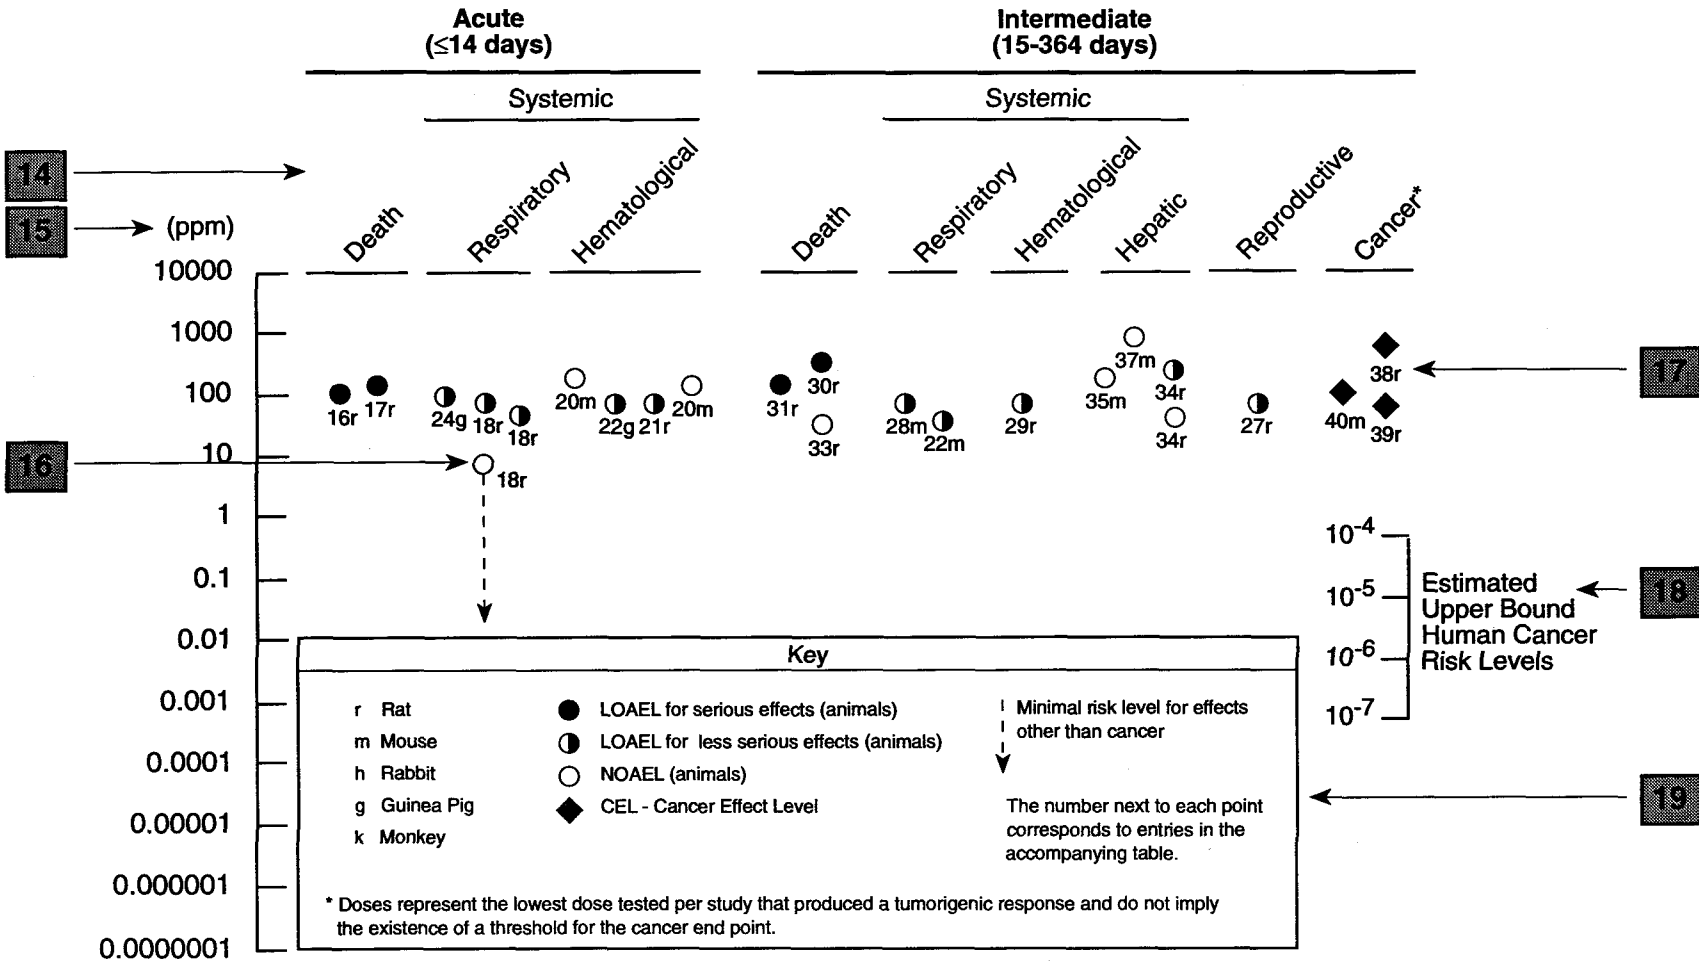 Acute
(≤14 days)
Intermediate
(15-364 days)
Systemic
Systemic
14
15
(ppm)
Death
Respiratory
Hematological
Death
Respiratory
Hematological
Hepatic
Reproductive
Cancer*
10000
1000
100
10
1
0.1
0.01
0.001
0.0001
0.00001
0.000001
0.0000001
16r
17r
24g
18r
18r
18r
20m
22g
21r
20m
31r
30r
33r
28m
22m
29r
35m
37m
34r
34r
27r
40m
38r
39r
16
17
18
19
10-4
10-5
10-6
10-7
Estimated
Upper Bound
Human Cancer
Risk Levels
Key
r Rat
m Mouse
h Rabbit
g Guinea Pig
k Monkey
LOAEL for serious effects (animals)
LOAEL for less serious effects (animals)
NOAEL (animals)
CEL - Cancer Effect Level
Minimal risk level for effects
other than cancer
The number next to each point
corresponds to entries in the
accompanying table.
* Doses represent the lowest dose tested per study that produced a tumorigenic response and do not imply
the existence of a threshold for the cancer end point.